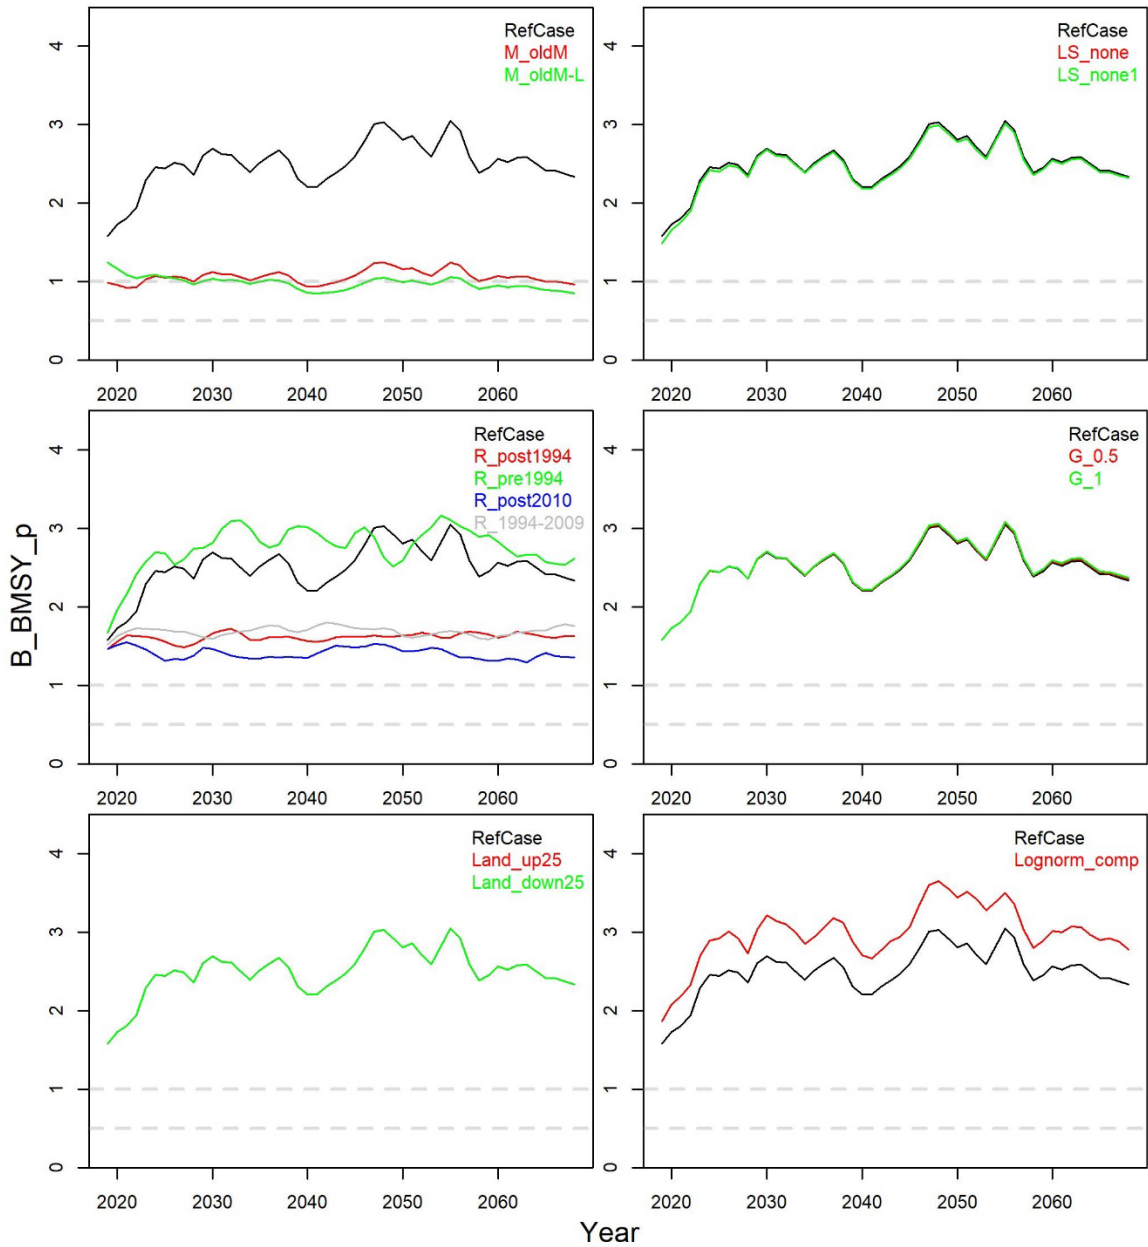 RefCase
M_oldM
M_oldM-L
0 1 2 3 4
2020 2030 2040 2050 2060
RefCase
LS_none
LS_none1
0 1 2 3 4
2020 2030 2040 2050 2060
B_BMSY_p
RefCase
R_post1994
R_pre1994
R_post2010
R_1994-2009
0 1 2 3 4
2020 2030 2040 2050 2060
RefCase
G_0.5
G_1
0 1 2 3 4
2020 2030 2040 2050 2060
RefCase
Land_up25
Land_down25
0 1 2 3 4
2020 2030 2040 2050 2060
RefCase
Lognorm_comp
0 1 2 3 4
2020 2030 2040 2050 2060
Year